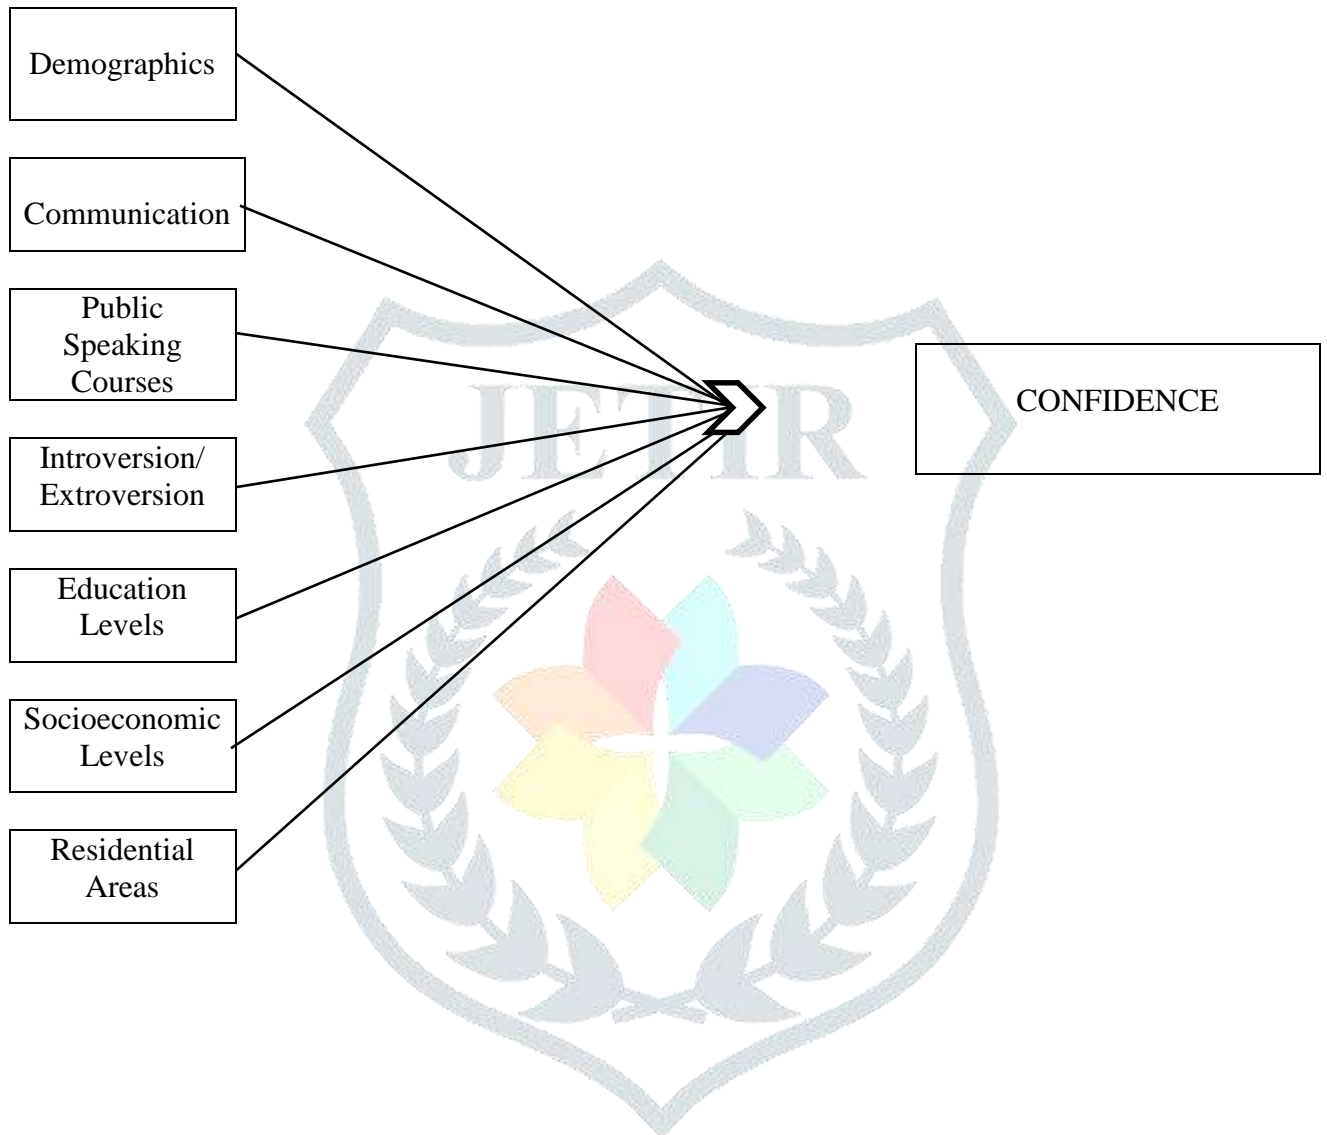 Demographics
Communication
Public
Speaking
Courses
JETIR
CONFIDENCE
Introversion/
Extroversion
Education
Levels
Socioeconomic
Levels
Residential
Areas